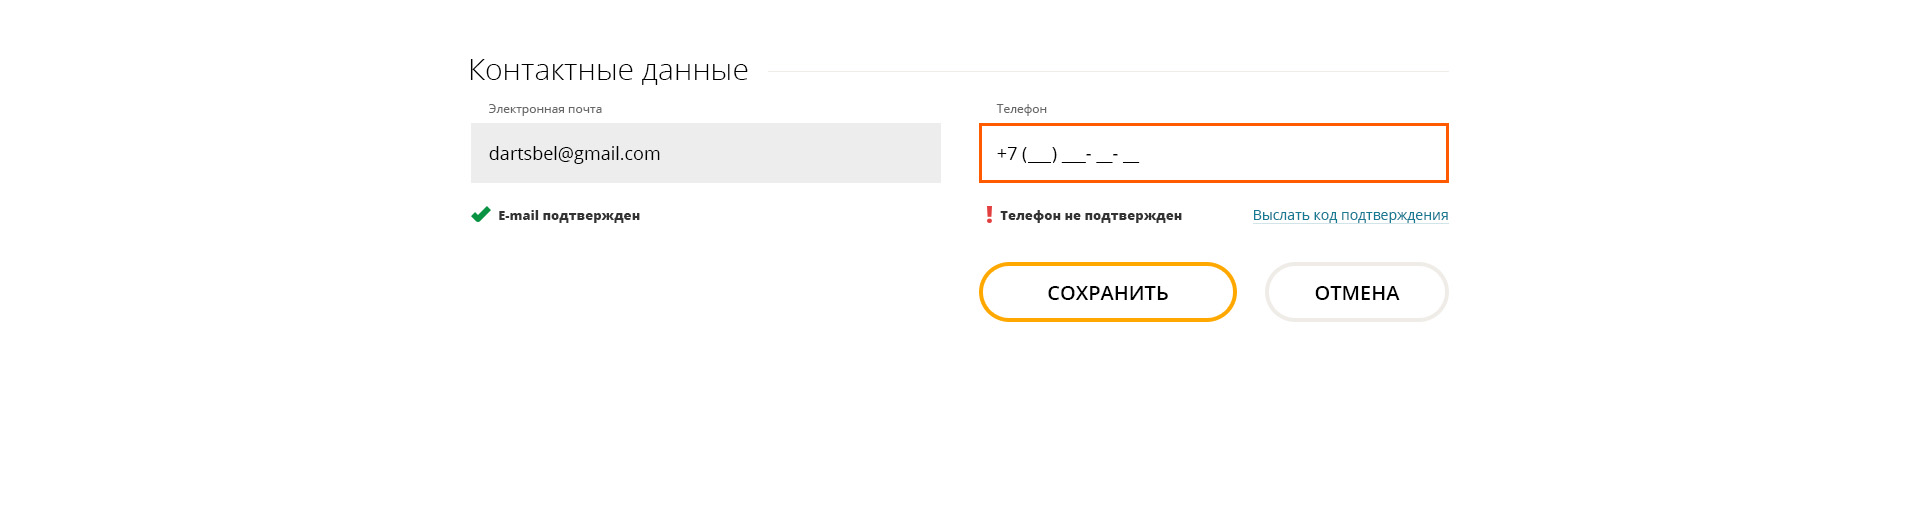 Контактные данные
Электронная почта
Телефон
dartsbel@gmail.com
+7 (___) ___- __- __
E-mail подтвержден
Телефон не подтвержден
Выслать код подтверждения
СОХРАНИТЬ
ОТМЕНА